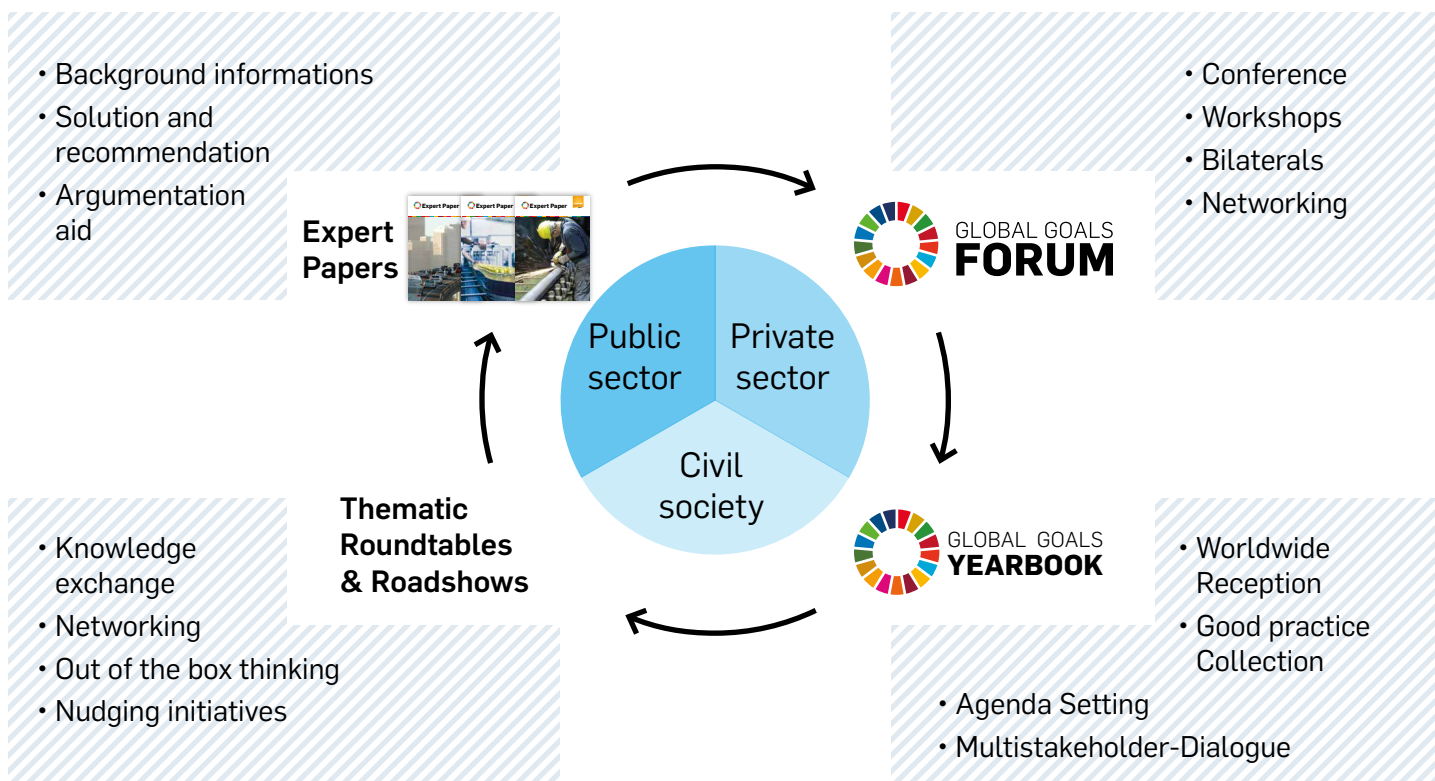 • Background informations
• Solution and
recommendation
• Argumentation
aid
Expert
Papers
Expert Paper
Expert Paper
Expert Paper
• Conference
• Workshops
• Bilaterals
• Networking
GLOBAL GOALS
FORUM
Public
sector
Private
sector
Civil
society
Thematic
Roundtables
& Roadshows
• Knowledge
exchange
• Networking
• Out of the box thinking
• Nudging initiatives
GLOBAL GOALS
YEARBOOK
• Worldwide
Reception
• Good practice
Collection
• Agenda Setting
• Multistakeholder-Dialogue